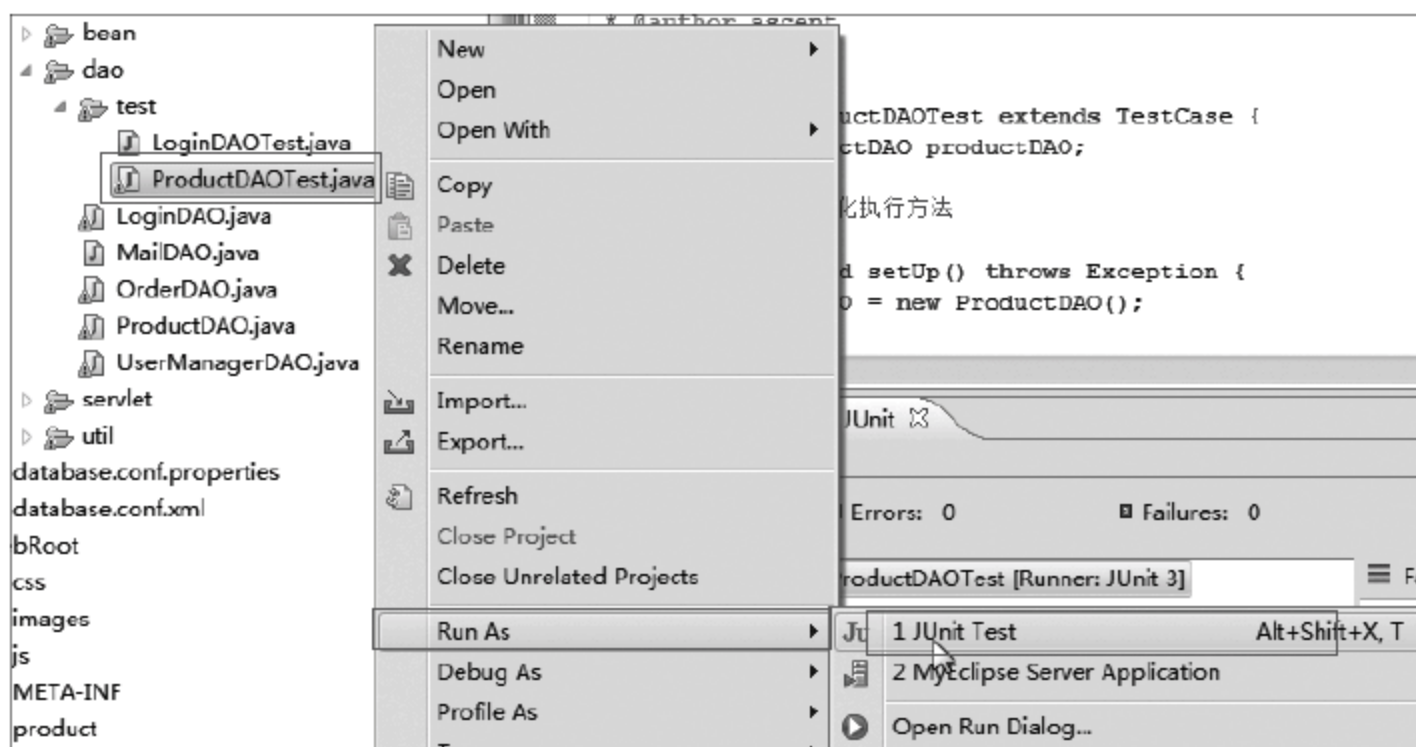 * @author ascent
bean
dao
test
LoginDAOTest.java
ProductDAOTest.java
LoginDAO.java
MailDAO.java
OrderDAO.java
ProductDAO.java
UserManagerDAO.java
servlet
util
database.conf.properties
database.conf.xml
bRoot
css
images
js
META-INF
product
New
Open
Open With
Copy
Paste
Delete
Move...
Rename
Import...
Export...
Refresh
Close Project
Close Unrelated Projects
Run As
Debug As
Profile As
uctDAOTest extends TestCase {
ctDAO productDAO;
化执行方法
d setUp() throws Exception {
O = new ProductDAO();
JUnit
Errors: 0
Failures: 0
roductDAOTest [Runner: JUnit 3]
Ju 1 JUnit Test Alt+Shift+X, T
2 MyEclipse Server Application
Open Run Dialog...